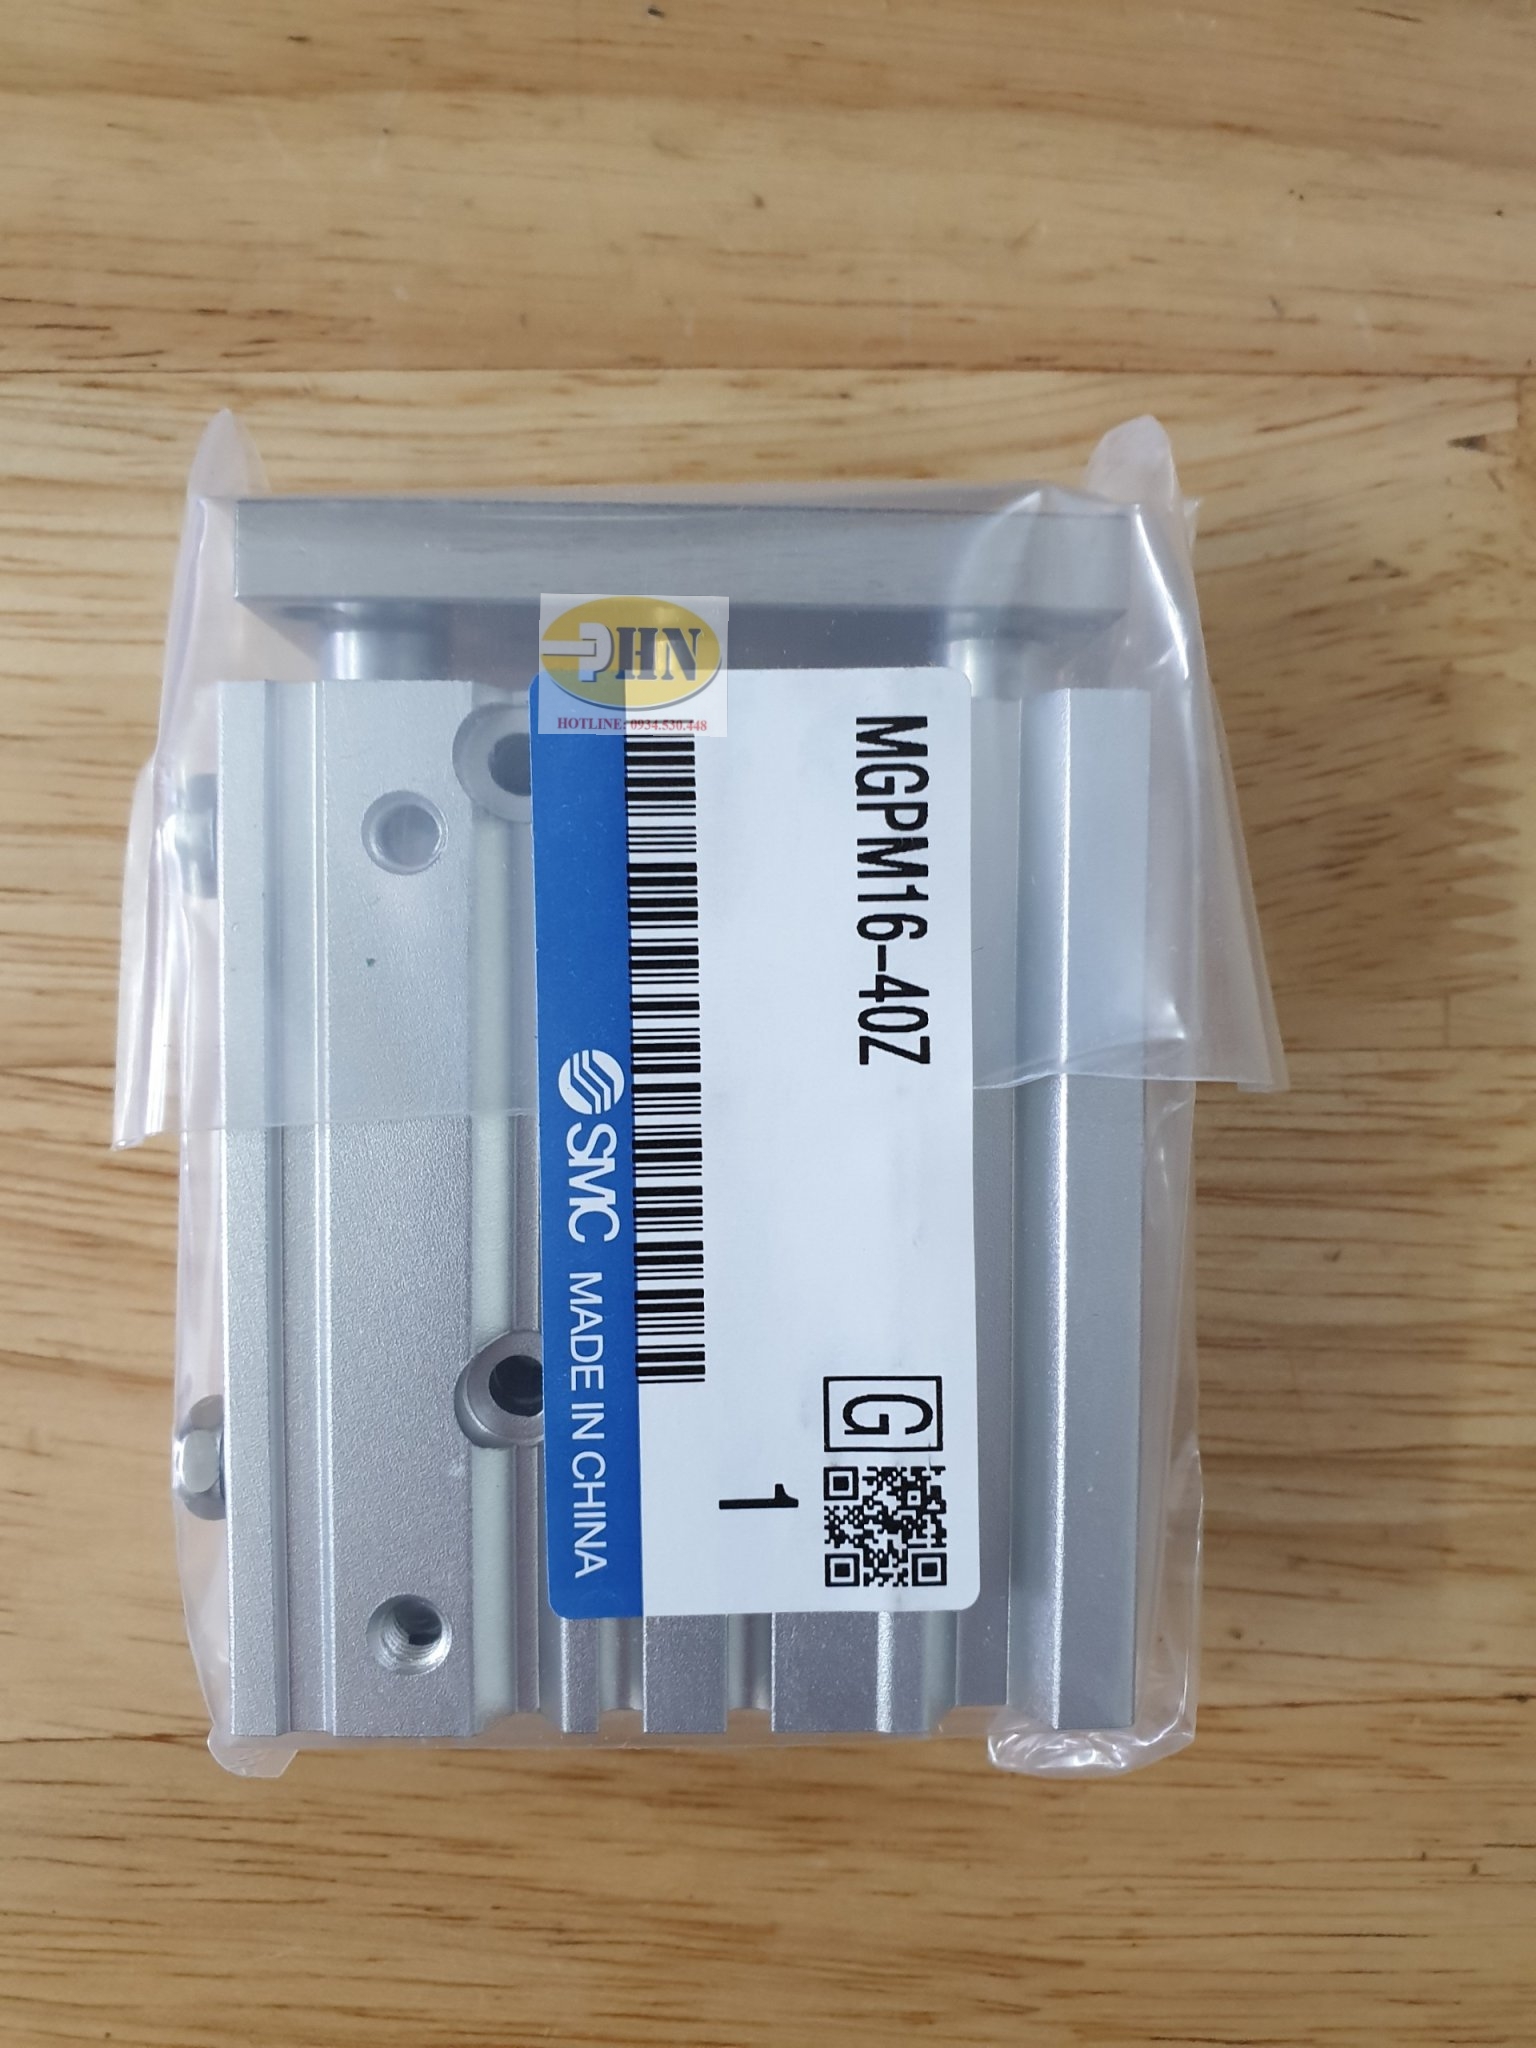 PHN
HOTLINE: 0934.530.448
MGPM16-40Z
G
1
SMC MADE IN CHINA